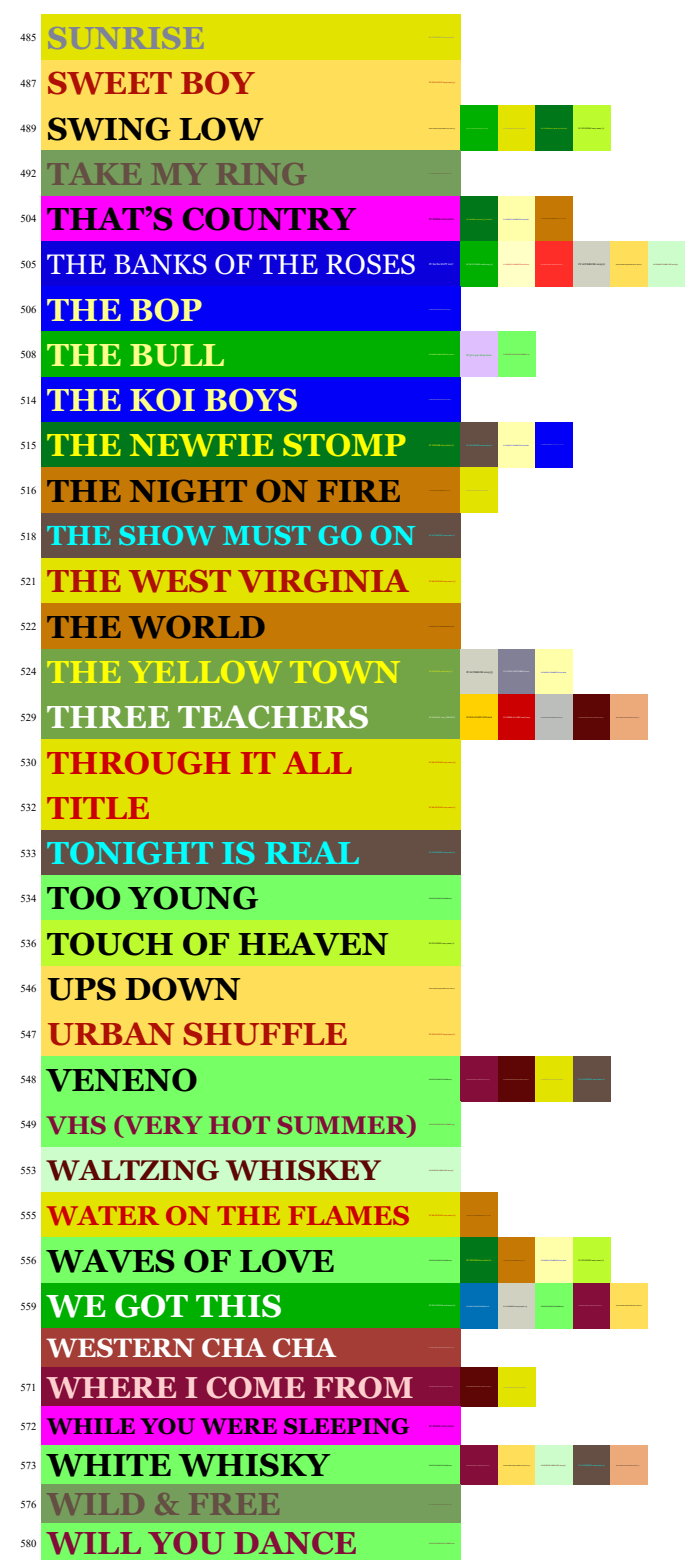 485 SUNRISE
487 SWEET BOY
489 SWING LOW
492 TAKE MY RING
504 THAT’S COUNTRY
505 THE BANKS OF THE ROSES
506 THE BOP
508 THE BULL
514 THE KOI BOYS
515 THE NEWFIE STOMP
516 THE NIGHT ON FIRE
518 THE SHOW MUST GO ON
521 THE WEST VIRGINIA
522 THE WORLD
524 THE YELLOW TOWN
529 THREE TEACHERS
530 THROUGH IT ALL
532 TITLE
533 TONIGHT IS REAL
534 TOO YOUNG
536 TOUCH OF HEAVEN
546 UPS DOWN
547 URBAN SHUFFLE
548 VENENO
549 VHS (VERY HOT SUMMER)
553 WALTZING WHISKEY
555 WATER ON THE FLAMES
556 WAVES OF LOVE
559 WE GOT THIS
WESTERN CHA CHA
571 WHERE I COME FROM
572 WHILE YOU WERE SLEEPING
573 WHITE WHISKY
576 WILD & FREE
580 WILL YOU DANCE